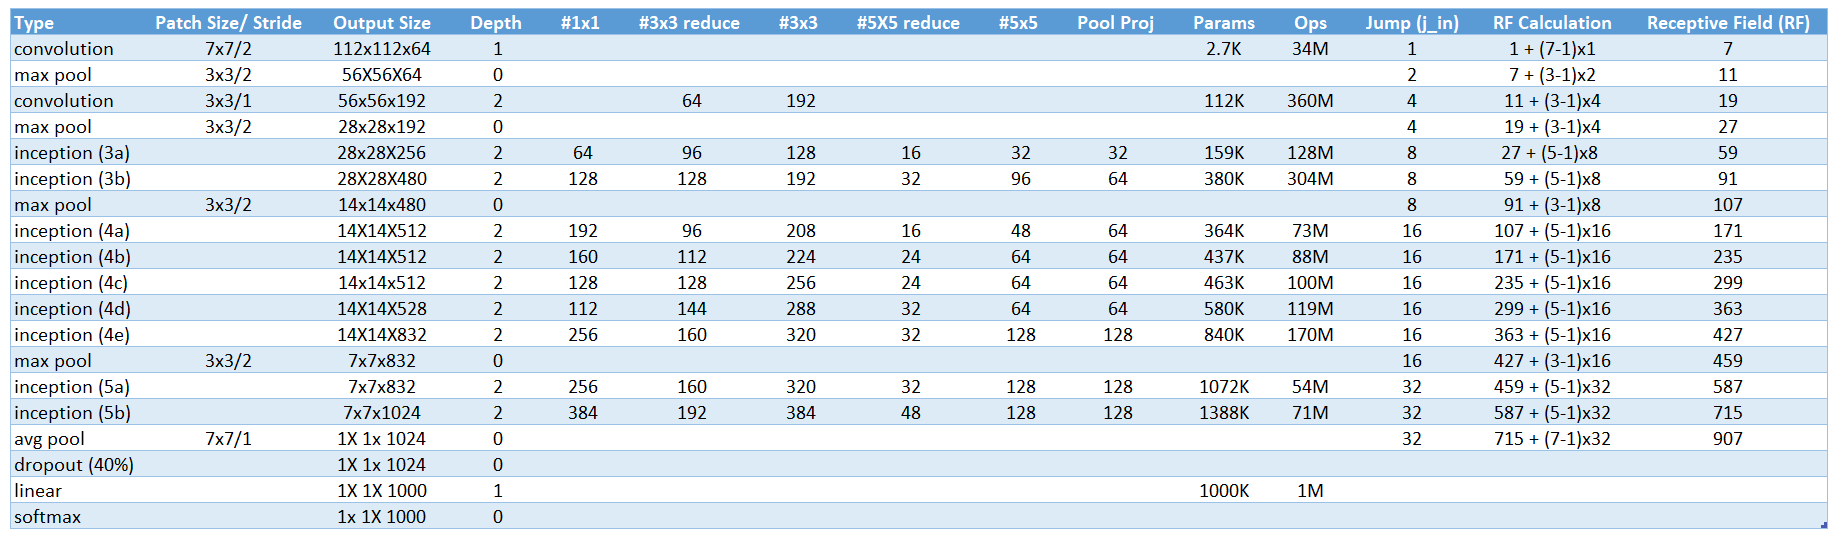 Type Patch Size/ Stride Output Size Depth #1x1 #3x3 reduce #3x3 #5X5 reduce #5x5 Pool Proj Params Ops Jump (j_in) RF Calculation Receptive Field (RF)
convolution 7x7/2 112x112x64 1 2.7K 34M 1 1 + (7-1)x1 7
max pool 3x3/2 56X56X64 0 2 7 + (3-1)x2 11
convolution 3x3/1 56x56x192 2 64 192 112K 360M 4 11 + (3-1)x4 19
max pool 3x3/2 28x28x192 0 4 19 + (3-1)x4 27
inception (3a) 28x28X256 2 64 96 128 16 32 32 159K 128M 8 27 + (5-1)x8 59
inception (3b) 28X28X480 2 128 128 192 32 96 64 380K 304M 8 59 + (5-1)x8 91
max pool 3x3/2 14x14x480 0 8 91 + (3-1)x8 107
inception (4a) 14X14X512 2 192 96 208 16 48 64 364K 73M 16 107 + (5-1)x16 171
inception (4b) 14X14X512 2 160 112 224 24 64 64 437K 88M 16 171 + (5-1)x16 235
inception (4c) 14x14x512 2 128 128 256 24 64 64 463K 100M 16 235 + (5-1)x16 299
inception (4d) 14X14X528 2 112 144 288 32 64 64 580K 119M 16 299 + (5-1)x16 363
inception (4e) 14X14X832 2 256 160 320 32 128 128 840K 170M 16 363 + (5-1)x16 427
max pool 3x3/2 7x7x832 0 16 427 + (3-1)x16 459
inception (5a) 7x7x832 2 256 160 320 32 128 128 1072K 54M 32 459 + (5-1)x32 587
inception (5b) 7x7x1024 2 384 192 384 48 128 128 1388K 71M 32 587 + (5-1)x32 715
avg pool 7x7/1 1X 1x 1024 0 32 715 + (7-1)x32 907
dropout (40%) 1X 1x 1024 0
linear 1X 1X 1000 1 1000K 1M
softmax 1x 1X 1000 0